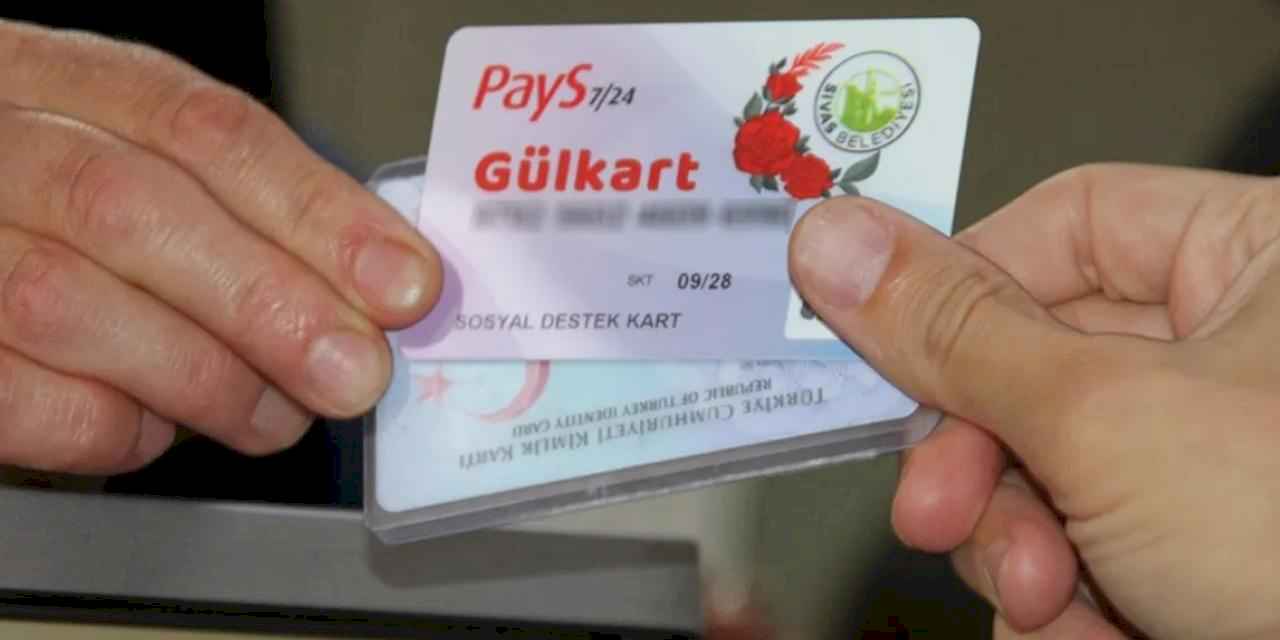 PayS 7/24
SİVAS BELEDİYESİ
Gülkart
SKT 09/28
SOSYAL DESTEK KART
TÜRKİYE CUMHURİYETİ KİMLİK KARTI
REPUBLIC OF TURKEY IDENTITY CARD